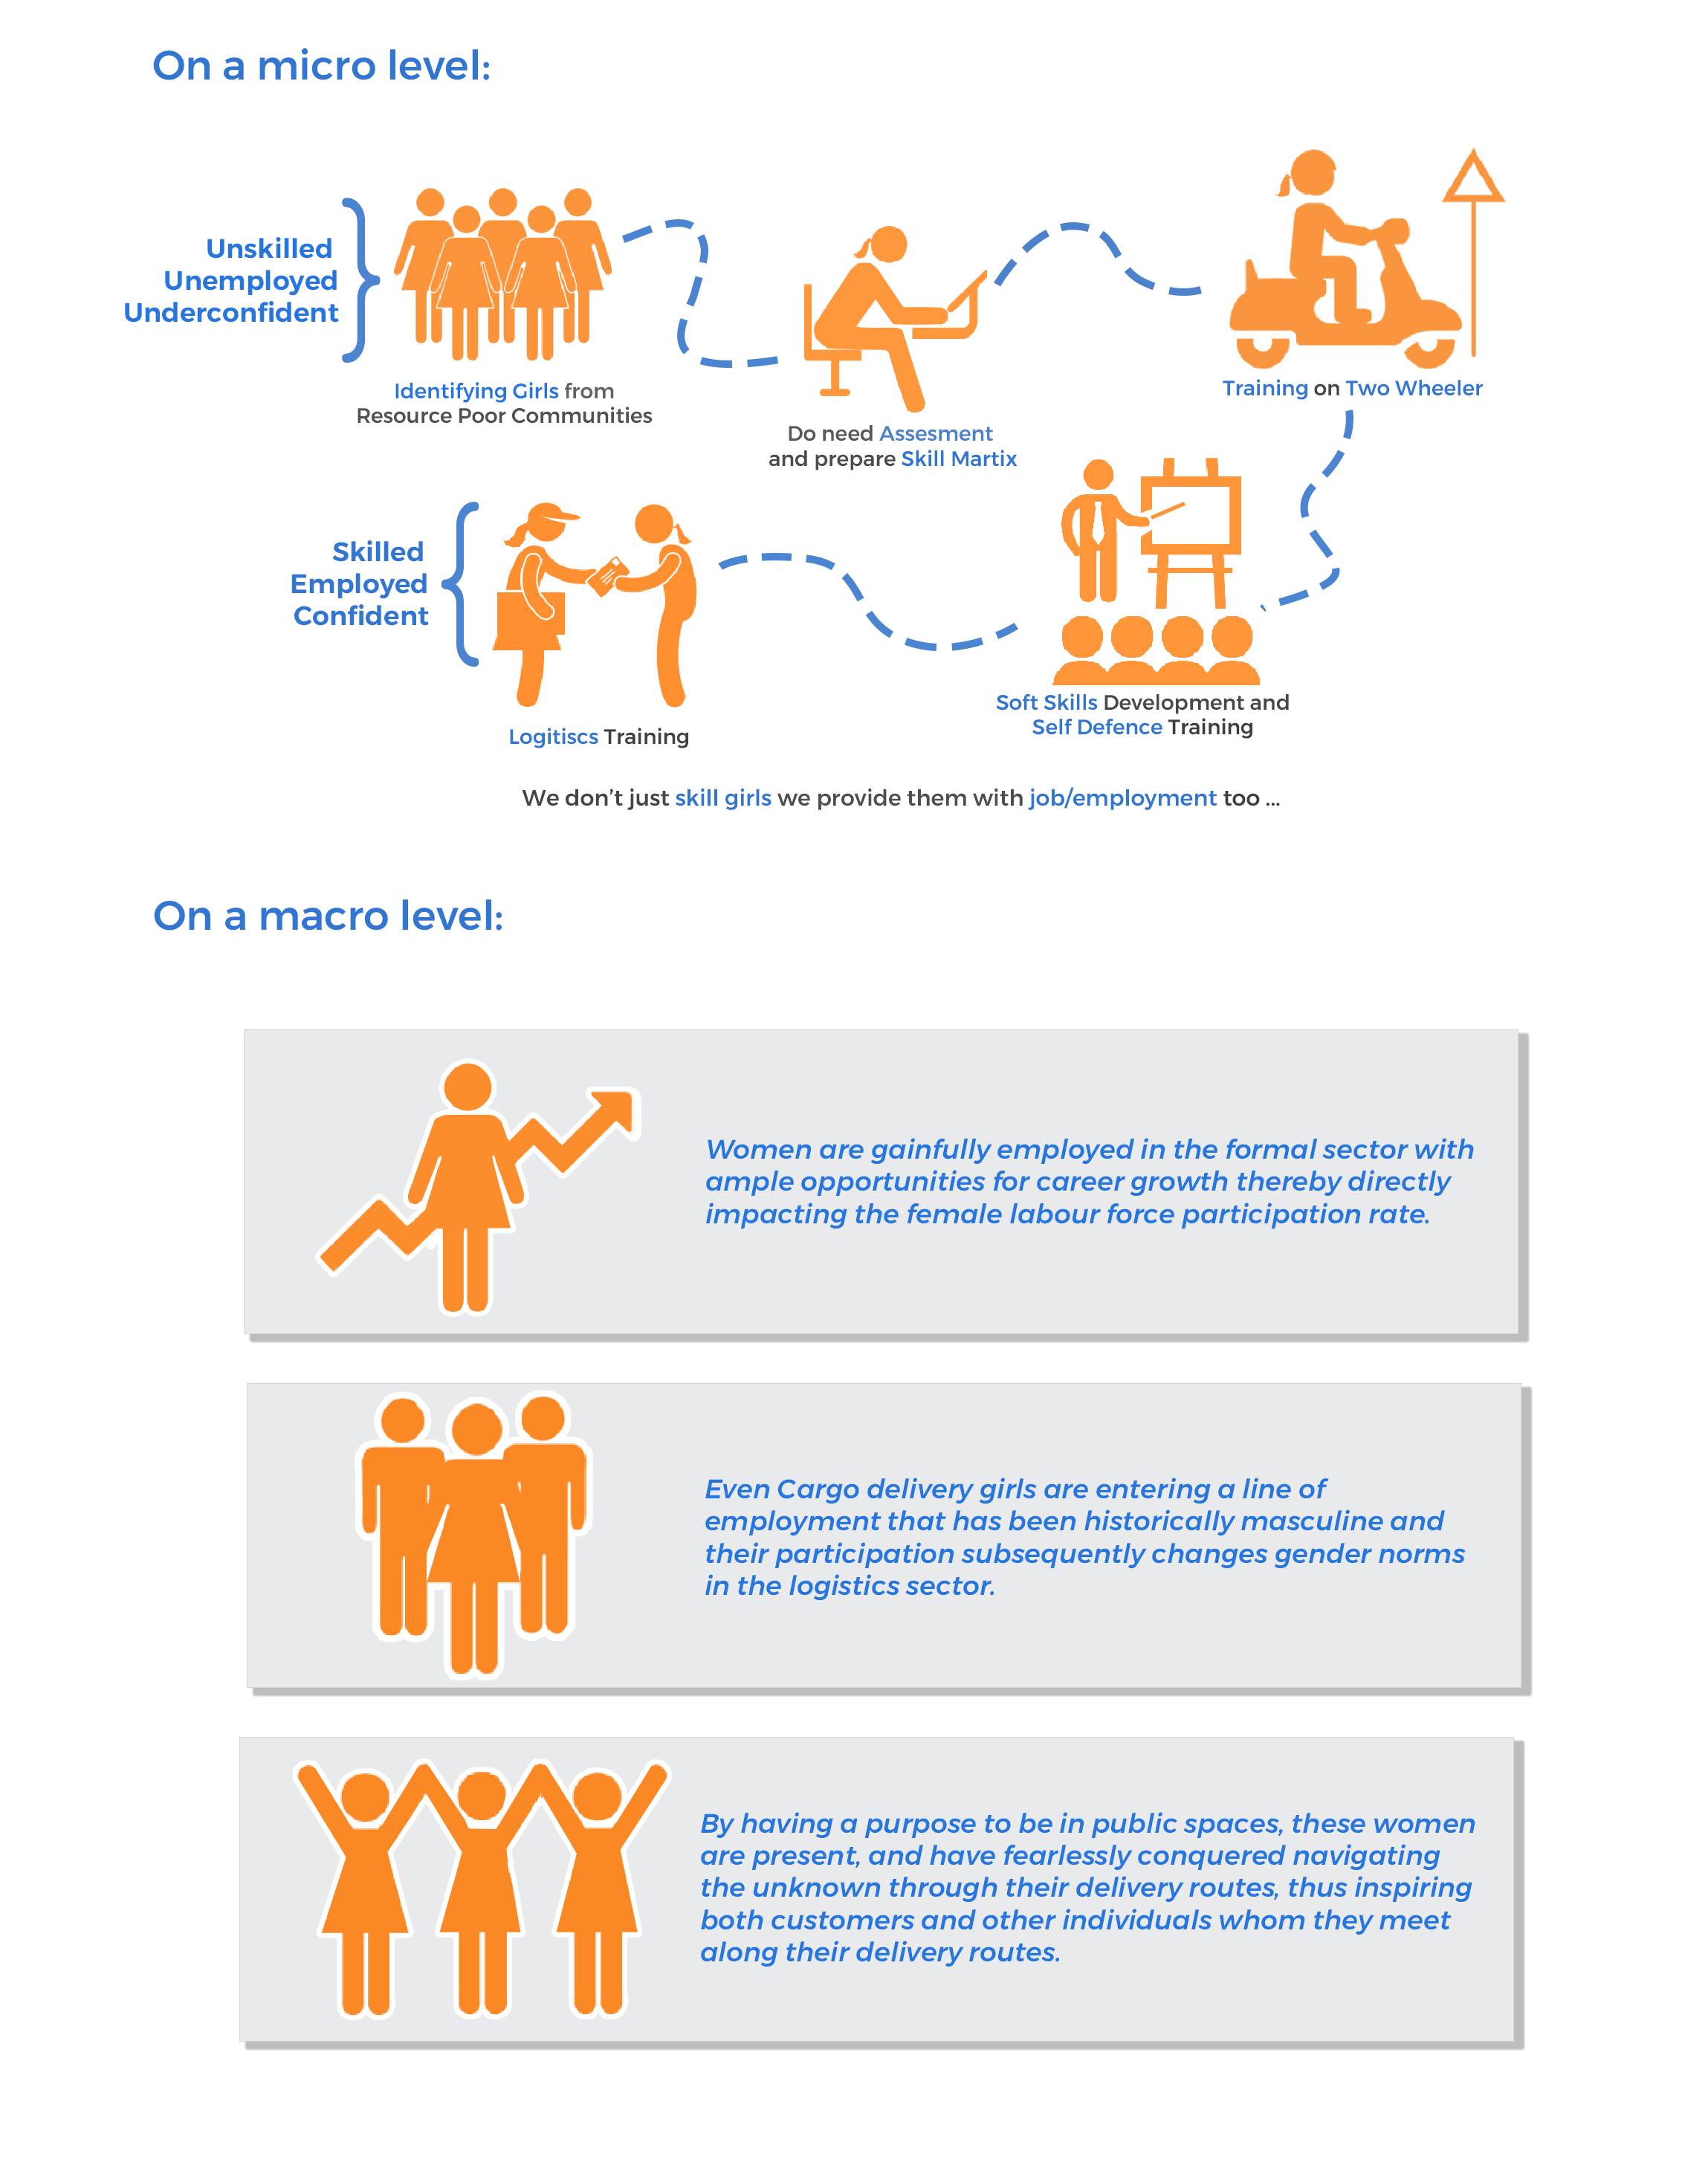 On a micro level:
Unskilled
Unemployed
Underconfident
Identifying Girls from
Resource Poor Communities
Do need Assesment
and prepare Skill Martix
Training on Two Wheeler
Soft Skills Development and
Self Defence Training
Logitiscs Training
Skilled
Employed
Confident
We don't just skill girls we provide them with job/employment too ...
On a macro level:
Women are gainfully employed in the formal sector with
ample opportunities for career growth thereby directly
impacting the female labour force participation rate.
Even Cargo delivery girls are entering a line of
employment that has been historically masculine and
their participation subsequently changes gender norms
in the logistics sector.
By having a purpose to be in public spaces, these women
are present, and have fearlessly conquered navigating
the unknown through their delivery routes, thus inspiring
both customers and other individuals whom they meet
along their delivery routes.